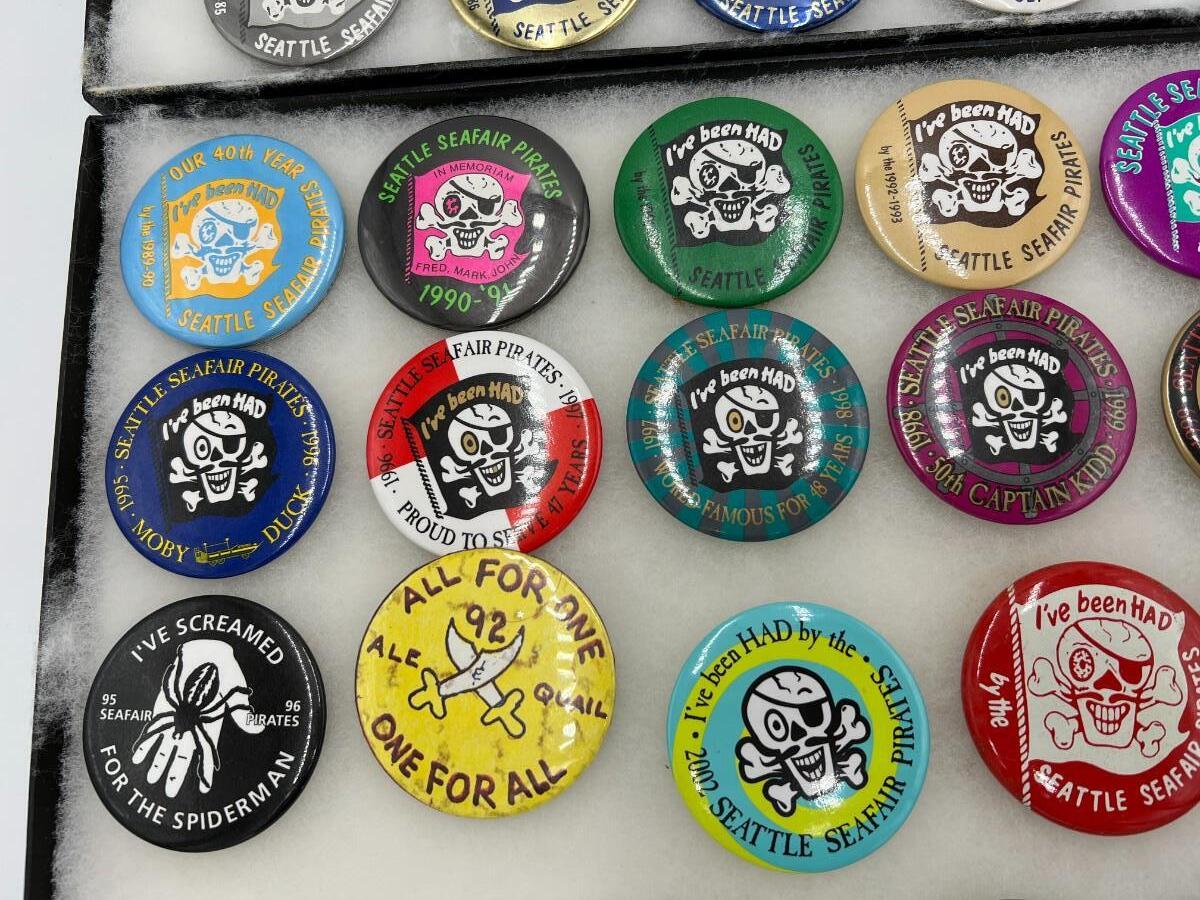 SEATTLE SEAFAIR
SEATTLE SEA
SEATTLE SEA
OUR 40th YEAR
I've been HAD
by the 1989-90
SEATTLE SEAFAIR PIRATES
SEATTLE SEAFAIR PIRATES
IN MEMORIAM
FRED, MARK, JOHN
1990-'91
I've been HAD
by the
SEATTLE SEAFAIR PIRATES
I've been HAD
by the 1992-1993
SEATTLE SEAFAIR PIRATES
SEATTLE SEA
I've b
1995 · SEATTLE SEAFAIR PIRATES · 1996
I've been HAD
MOBY DUCK
1996 · SEATTLE SEAFAIR PIRATES · 1997
I've been HAD
PROUD TO SERVE 47 YEARS
1997 · SEATTLE SEAFAIR PIRATES · 1998
I've been HAD
WORLD FAMOUS FOR 48 YEARS
1998 · SEATTLE SEAFAIR PIRATES · 1999
I've been HAD
50th CAPTAIN KIDD
I'VE SCREAMED
95 96
SEAFAIR PIRATES
FOR THE SPIDERMAN
ALL FOR ONE
92
ALE
QUAIL
ONE FOR ALL
2002 · I've been HAD by the ·
SEATTLE SEAFAIR PIRATES
I've been HAD
by the
SEATTLE SEAFAIR